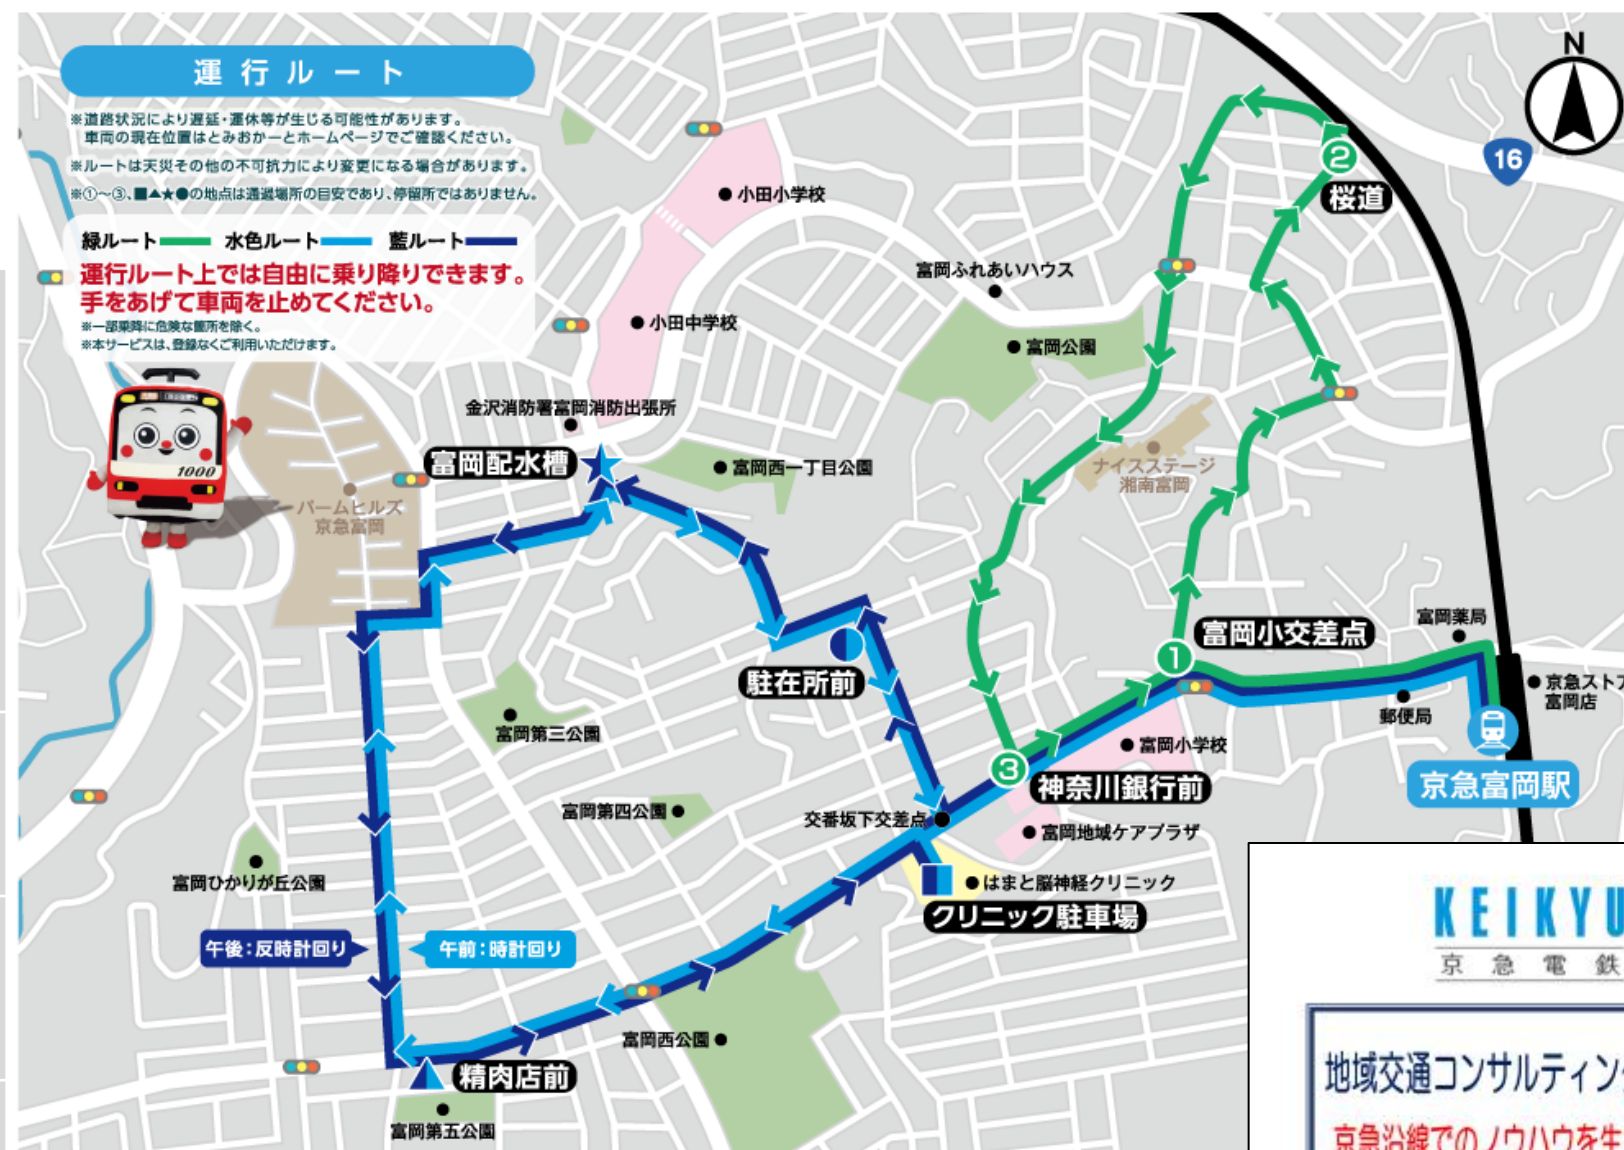 運行ルート
※道路状況により遅延・運休等が生じる可能性があります。
車両の現在位置はとみおかーとホームページでご確認ください。
※ルートは天災その他の不可抗力により変更になる場合があります。
※①～③、■▲★●の地点は通過場所の目安であり、停留所ではありません。
緑ルート 水色ルート 藍ルート
運行ルート上では自由に乗り降りできます。
手をあげて車両を止めてください。
※一部乗降に危険な箇所を除く。
※本サービスは、登録なくご利用いただけます。
N
16
②
桜道
小田小学校
富岡ふれあいハウス
小田中学校
富岡公園
金沢消防署富岡消防出張所
富岡配水槽
富岡西一丁目公園
ナイスステージ
湘南富岡
1000
パームヒルズ
京急富岡
富岡小交差点
①
富岡薬局
京急ストア
富岡店
郵便局
駐在所前
富岡第三公園
富岡小学校
③
神奈川銀行前
京急富岡駅
富岡第四公園
交番坂下交差点
富岡地域ケアプラザ
富岡ひかりが丘公園
はまと脳神経クリニック
クリニック駐車場
午後：反時計回り
午前：時計回り
富岡西公園
精肉店前
富岡第五公園
KEIKYU
京急電鉄
地域交通コンサルティン
京急沿線でのノウハウを生